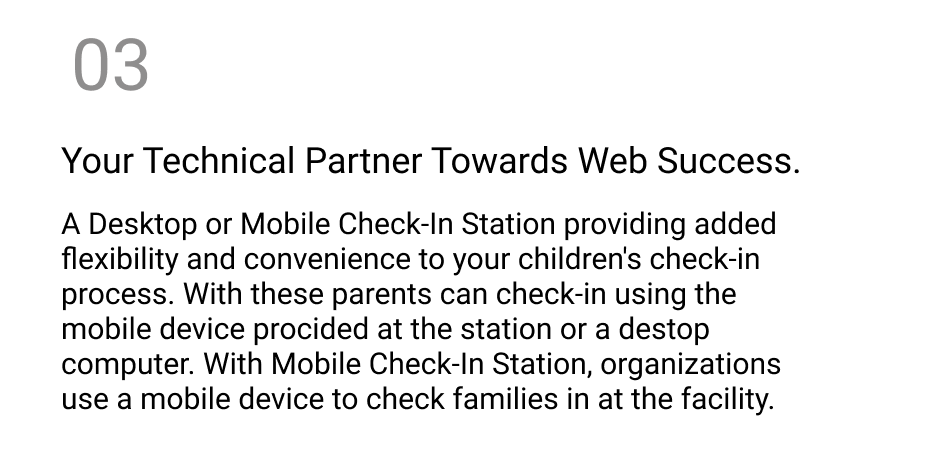 03
Your Technical Partner Towards Web Success.
A Desktop or Mobile Check-In Station providing added
flexibility and convenience to your children's check-in
process. With these parents can check-in using the
mobile device procided at the station or a destop
computer. With Mobile Check-In Station, organizations
use a mobile device to check families in at the facility.